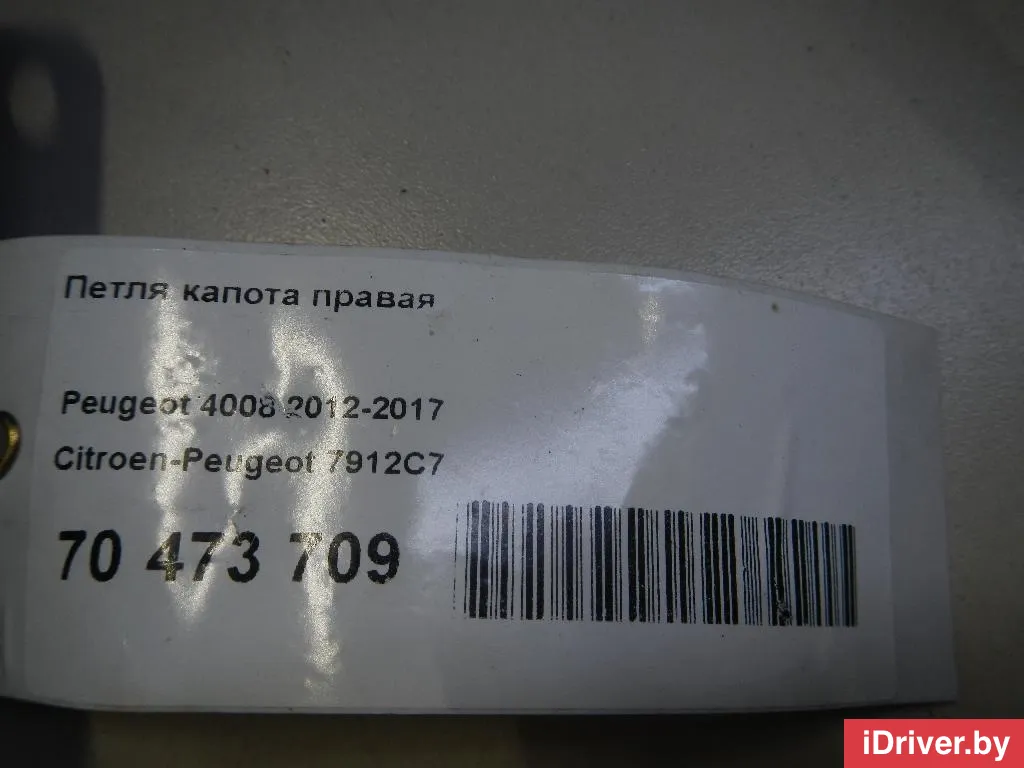 Петля капота правая
Peugeot 4008 2012-2017
Citroen-Peugeot 7912C7
70 473 709
iDriver.by